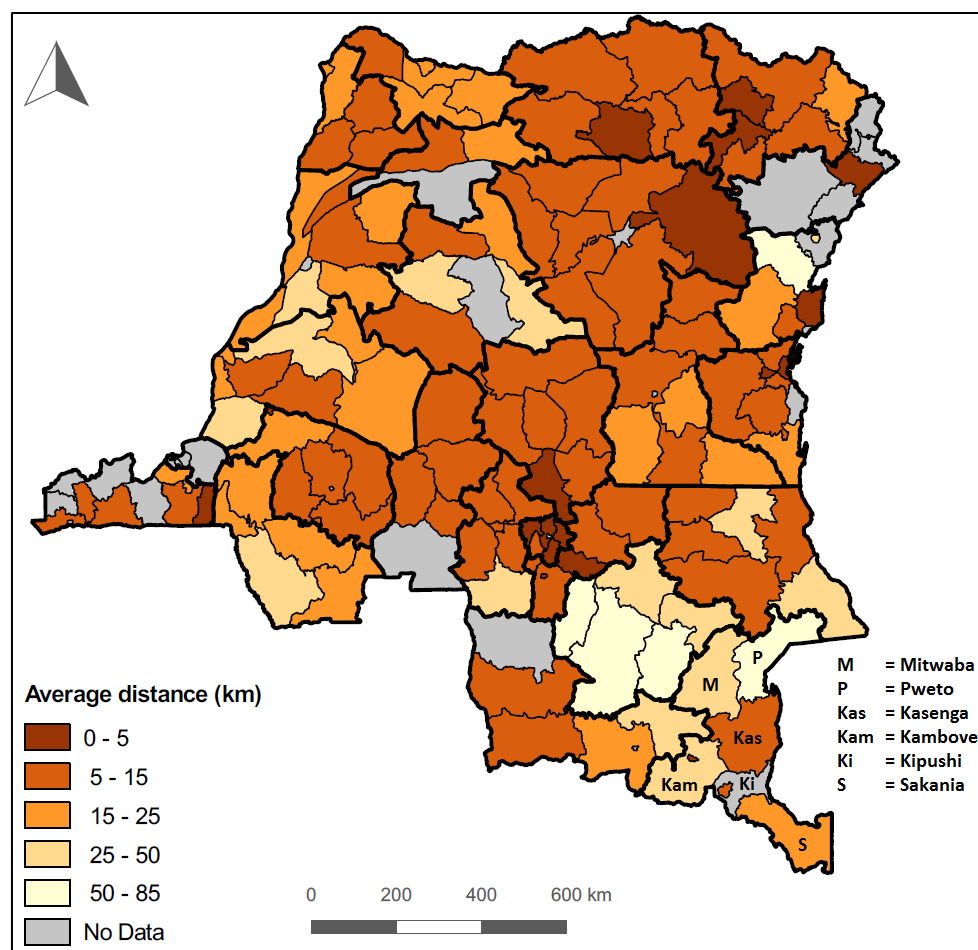 P
M
Kas
Kam
Ki
S
M = Mitwaba
P = Pweto
Kas = Kasenga
Kam = Kambove
Ki = Kipushi
S = Sakania
Average distance (km)
0 - 5
5 - 15
15 - 25
25 - 50
50 - 85
No Data
0 200 400 600 km